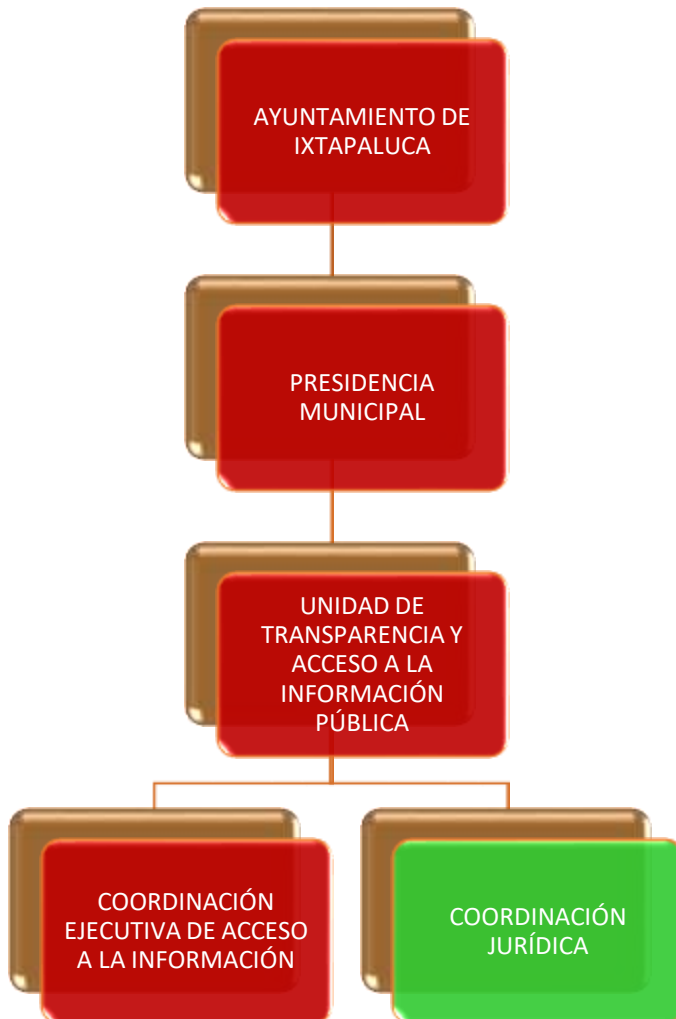 AYUNTAMIENTO DE
IXTAPALUCA
PRESIDENCIA
MUNICIPAL
UNIDAD DE
TRANSPARENCIA Y
ACCESO A LA
INFORMACIÓN
PÚBLICA
COORDINACIÓN
EJECUTIVA DE ACCESO
A LA INFORMACIÓN
COORDINACIÓN
JURÍDICA